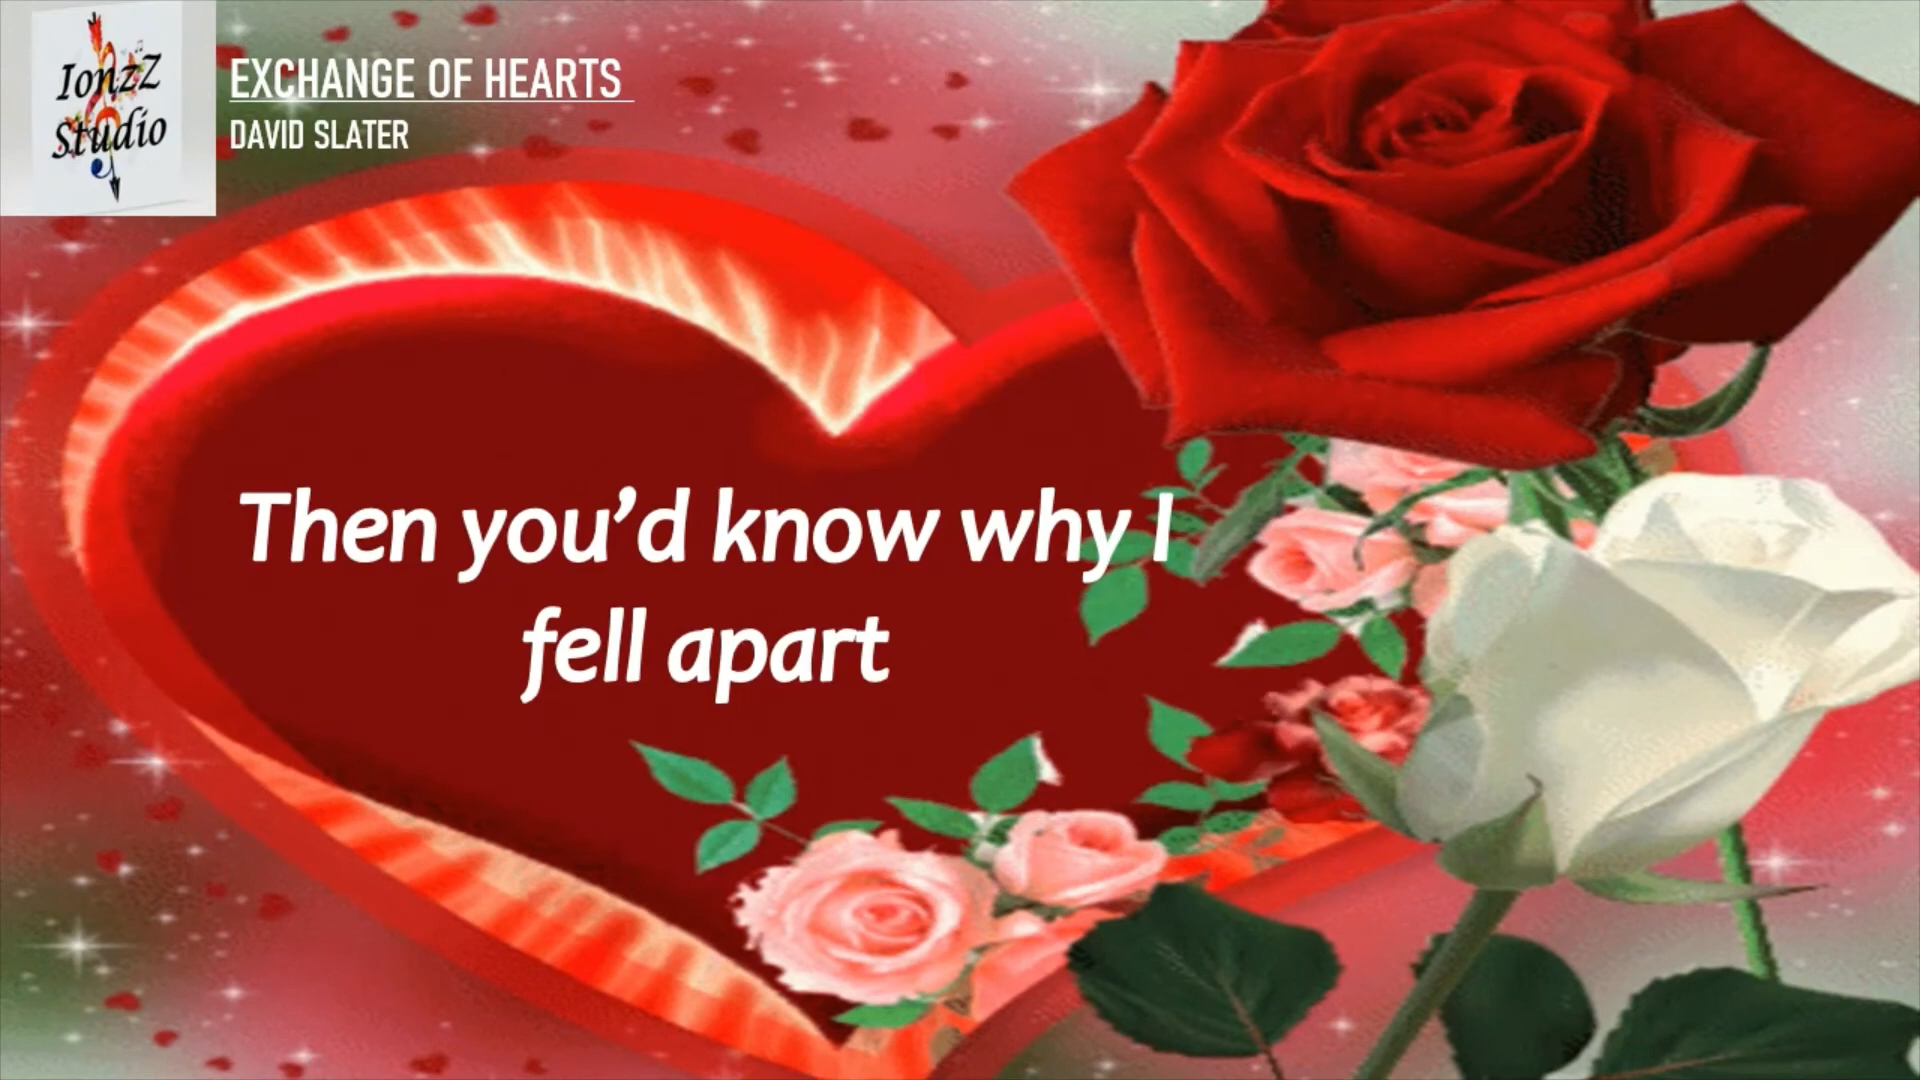 IonzZ
Studio
EXCHANGE OF HEARTS
DAVID SLATER
Then you’d know why I
fell apart